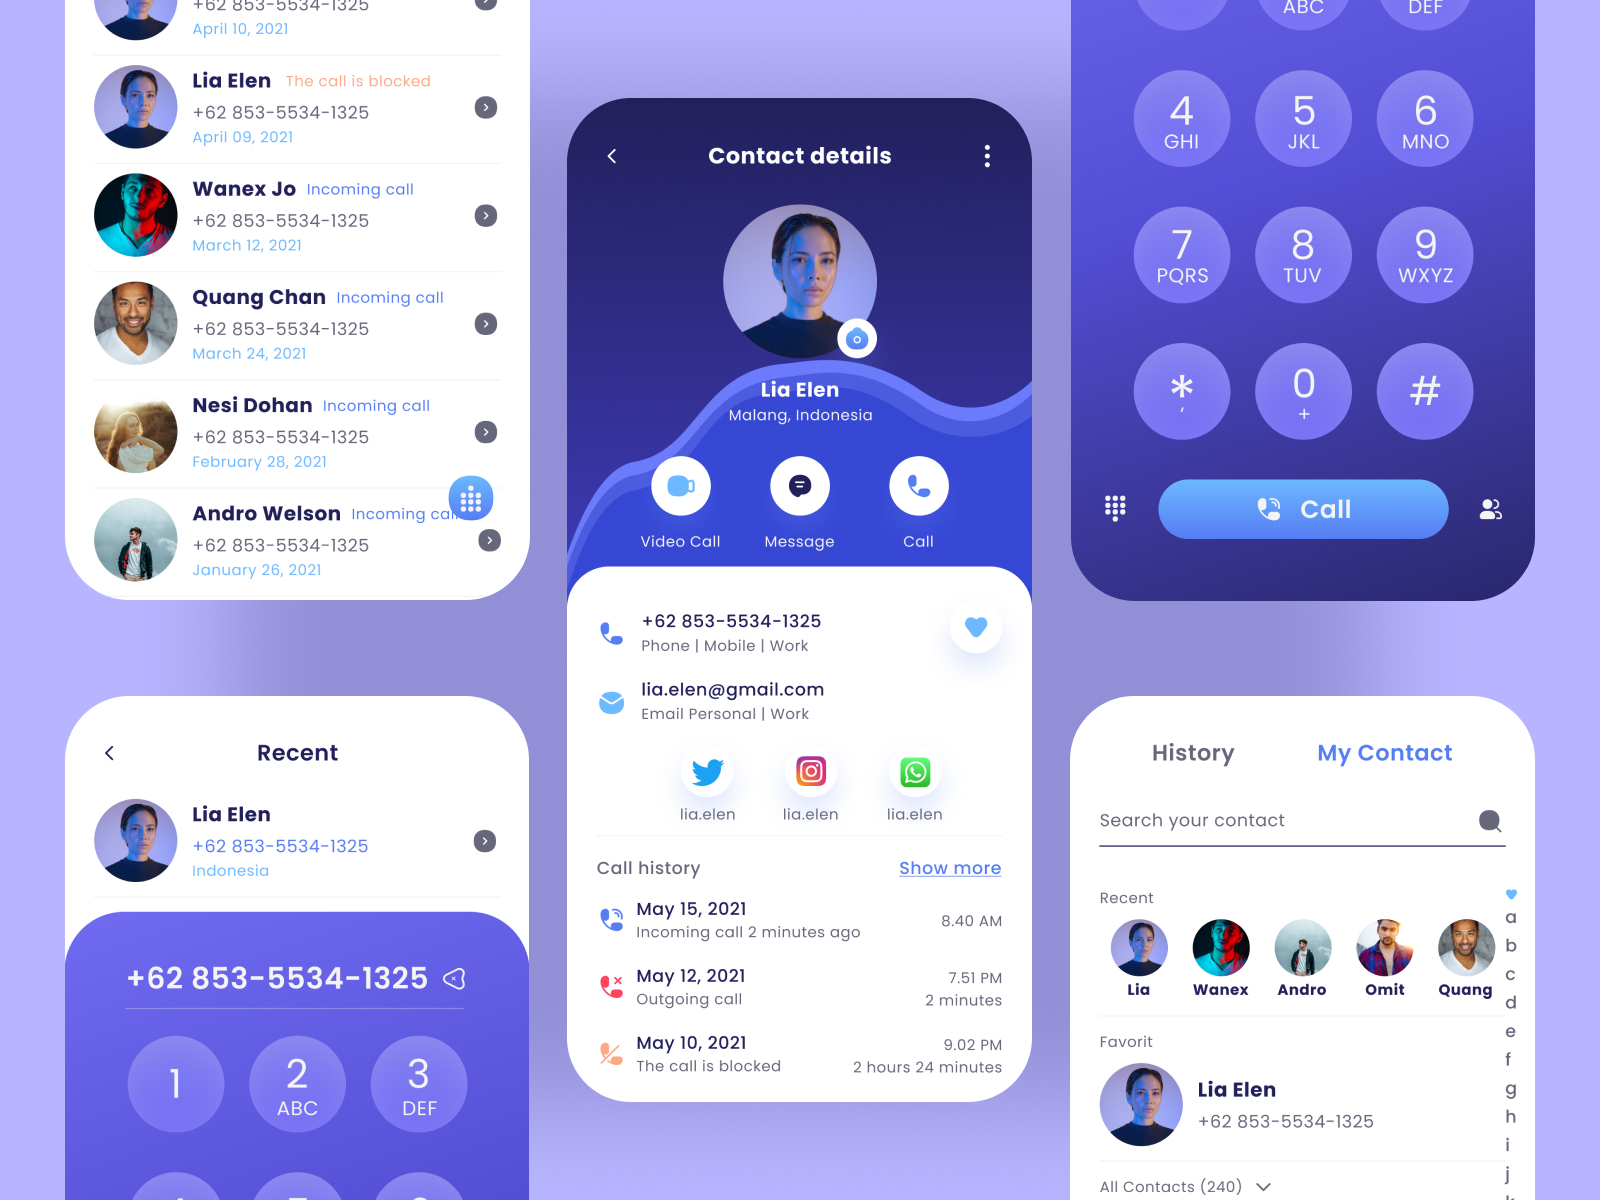 +62 853-5534-1325
April 10, 2021
Lia Elen The call is blocked
+62 853-5534-1325
April 09, 2021
Wanex Jo Incoming call
+62 853-5534-1325
March 12, 2021
Quang Chan Incoming call
+62 853-5534-1325
March 24, 2021
Nesi Dohan Incoming call
+62 853-5534-1325
February 28, 2021
Andro Welson Incoming call
+62 853-5534-1325
January 26, 2021
Recent
Lia Elen
+62 853-5534-1325
Indonesia
+62 853-5534-1325
1 2 3
ABC DEF
Contact details
Lia Elen
Malang, Indonesia
Video Call Message Call
+62 853-5534-1325
Phone | Mobile | Work
lia.elen@gmail.com
Email Personal | Work
lia.elen lia.elen lia.elen
Call history Show more
May 15, 2021
Incoming call 2 minutes ago
8.40 AM
May 12, 2021
Outgoing call
7.51 PM
2 minutes
May 10, 2021
The call is blocked
9.02 PM
2 hours 24 minutes
ABC DEF
4 5 6
GHI JKL MNO
7 8 9
PQRS TUV WXYZ
* 0 #
, +
Call
History My Contact
Search your contact
Recent
Lia Wanex Andro Omit Quang
Favorit
Lia Elen
+62 853-5534-1325
All Contacts (240)
a
b
c
d
e
f
g
h
i
j